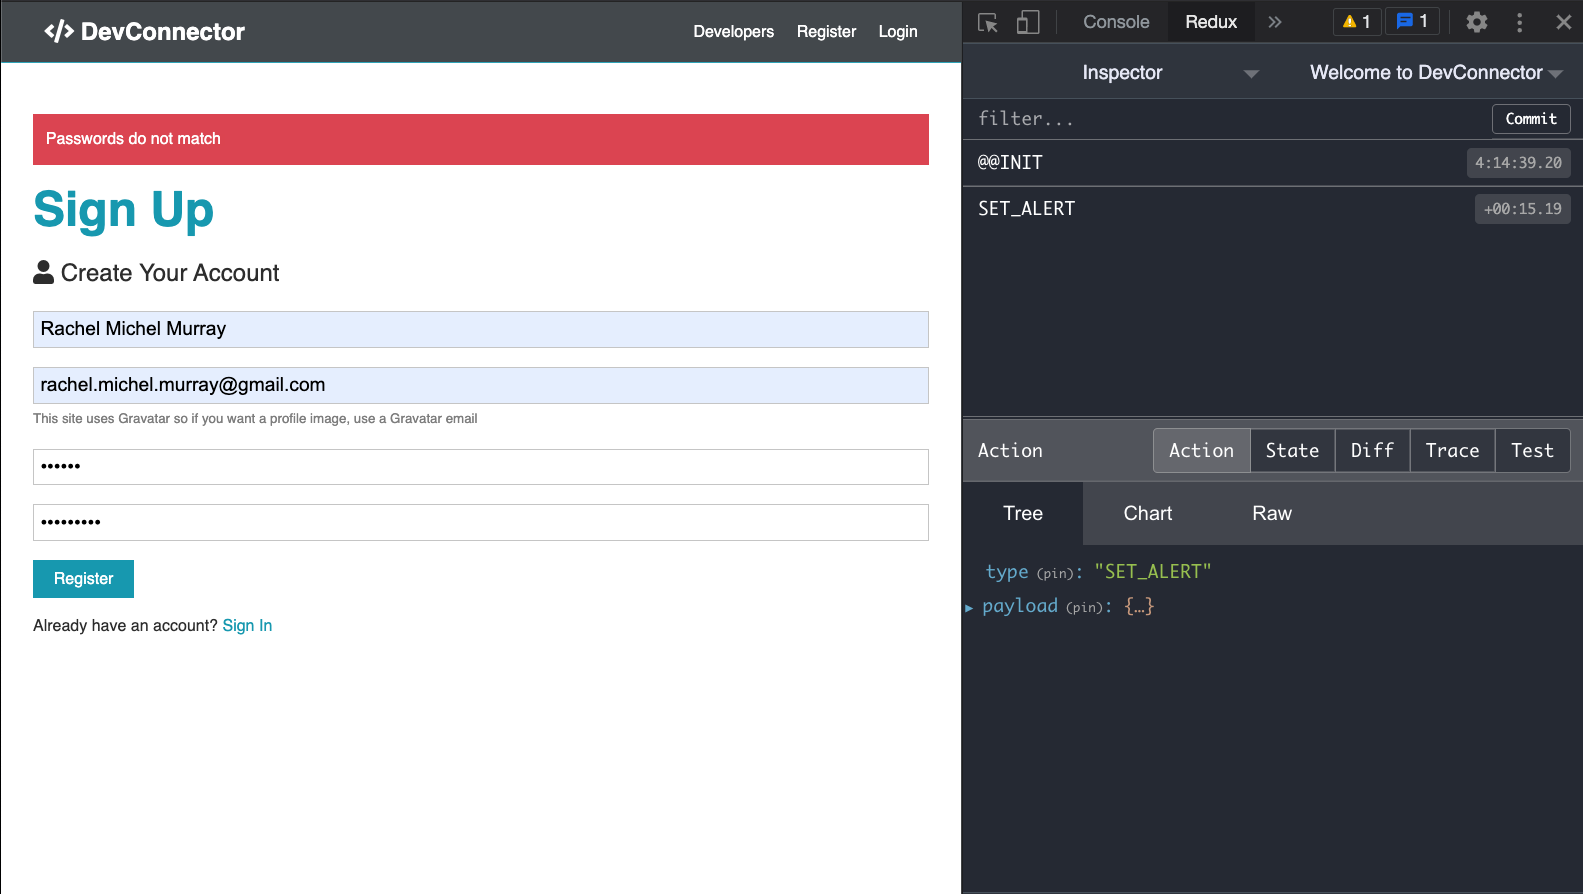 DevConnector
Developers Register Login
Passwords do not match
Sign Up
Create Your Account
Rachel Michel Murray
rachel.michel.murray@gmail.com
This site uses Gravatar so if you want a profile image, use a Gravatar email
••••••
•••••••••
Register
Already have an account? Sign In
Console Redux 1 1
Inspector Welcome to DevConnector
filter... Commit
@@INIT 4:14:39.20
SET_ALERT +00:15.19
Action Action State Diff Trace Test
Tree Chart Raw
type (pin): "SET_ALERT"
payload (pin): {…}